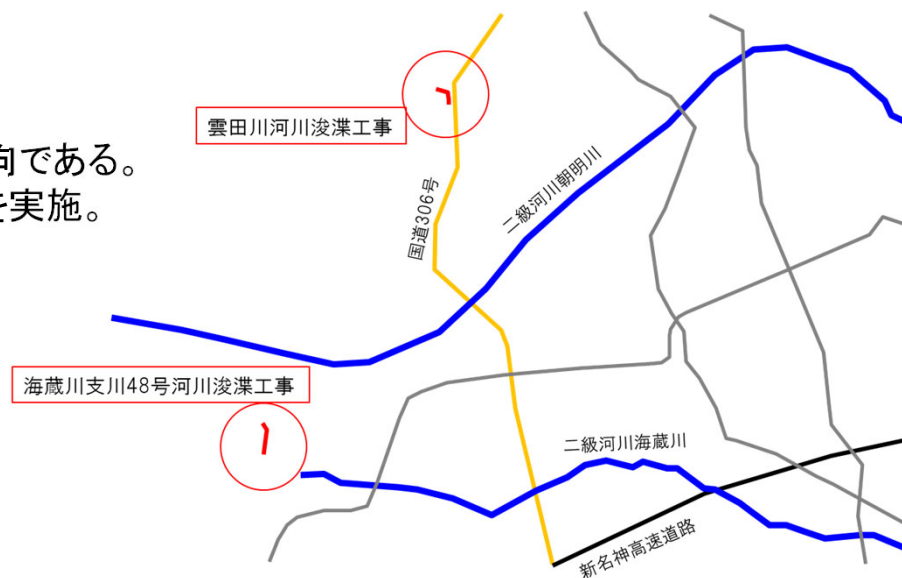 雲田川河川浚渫工事
向である。
を実施。
国道306号
二級河川朝明川
海蔵川支川48号河川浚渫工事
二級河川海蔵川
新名神高速道路